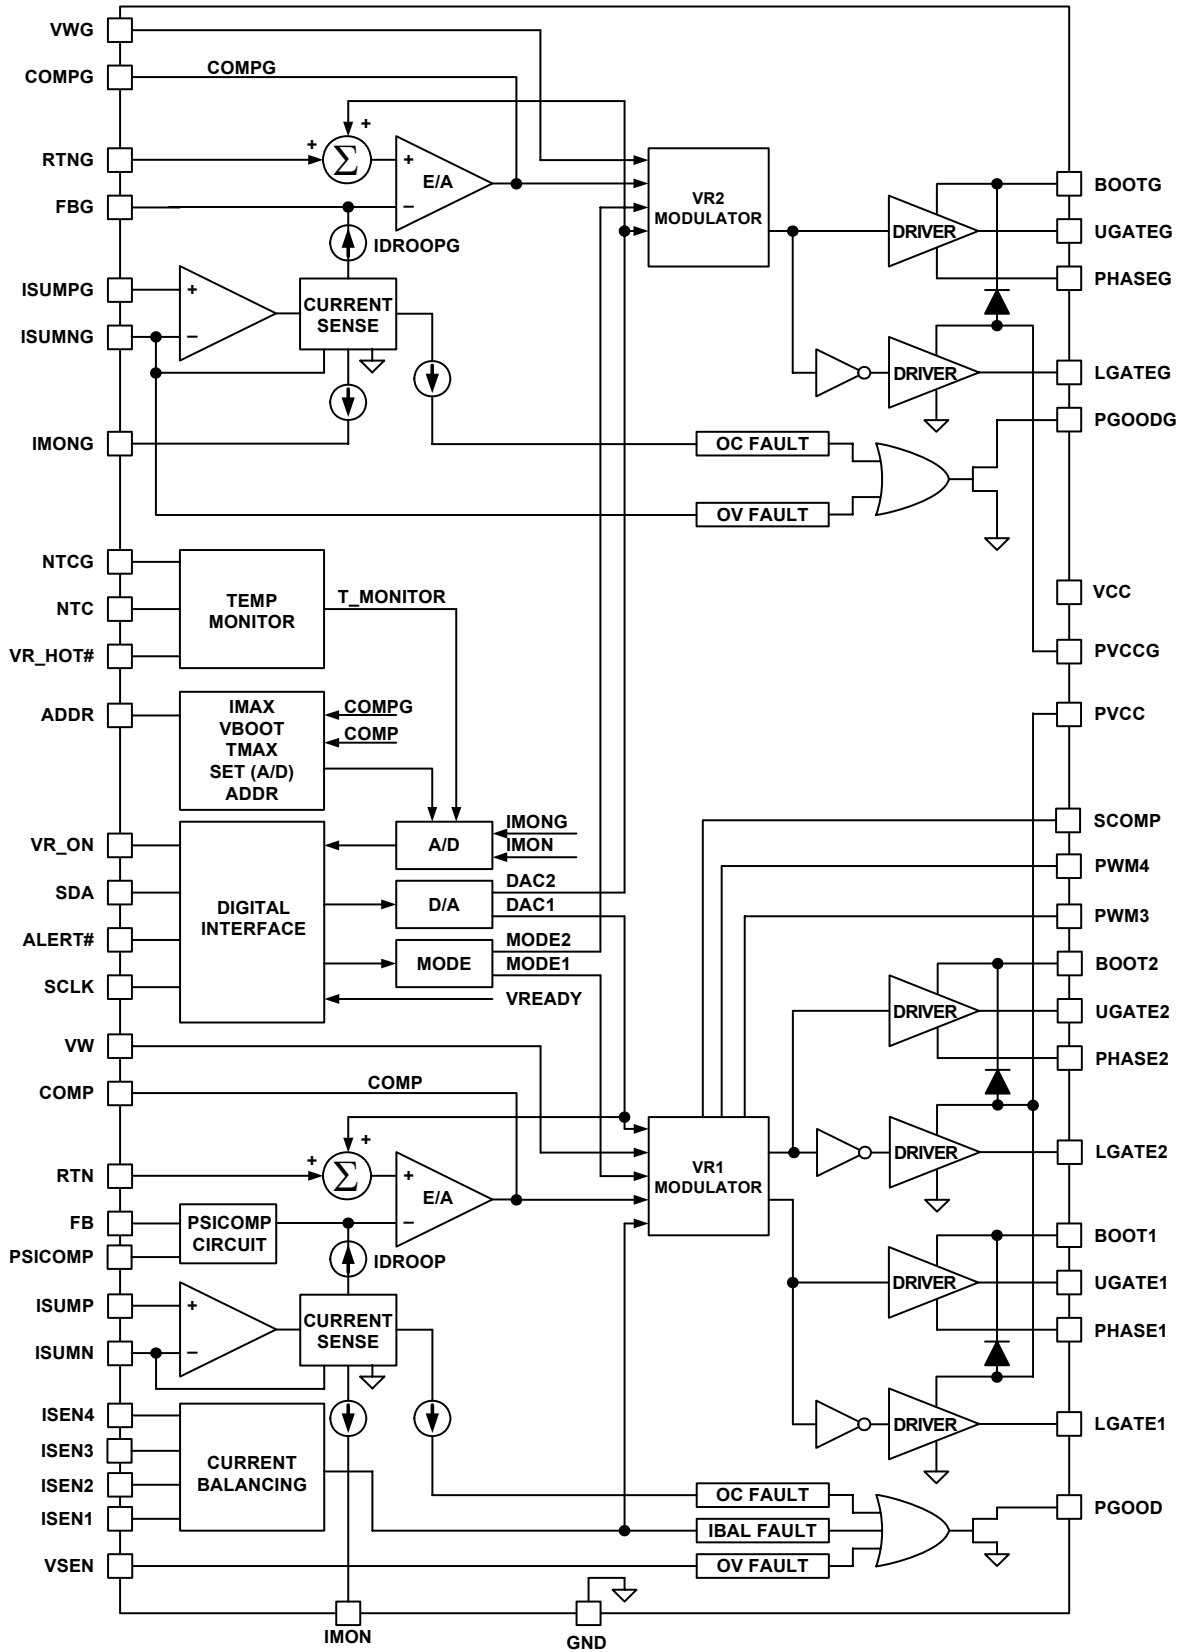 VWG
COMPG
COMPG
+
RTNG
+
Σ
+
E/A
−
FBG
IDROOPG
VR2
MODULATOR
BOOTG
DRIVER
UGATEG
PHASEG
ISUMPG
+
CURRENT
SENSE
ISUMNG
−
DRIVER
LGATEG
PGOODG
IMONG
OC FAULT
OV FAULT
NTCG
NTC
TEMP
MONITOR
T_MONITOR
VCC
VR_HOT#
PVCCG
ADDR
IMAX
VBOOT
TMAX
SET (A/D)
ADDR
COMPG
COMP
PVCC
SCOMP
VR_ON
A/D
IMONG
IMON
PWM4
SDA
DIGITAL
INTERFACE
D/A
DAC2
DAC1
PWM3
ALERT#
MODE
MODE2
MODE1
BOOT2
SCLK
VREADY
DRIVER
UGATE2
VW
PHASE2
COMP
COMP
+
RTN
+
Σ
+
E/A
−
VR1
MODULATOR
DRIVER
LGATE2
FB
PSICOMP
PSICOMP
CIRCUIT
IDROOP
BOOT1
DRIVER
UGATE1
ISUMP
+
CURRENT
SENSE
PHASE1
ISUMN
−
ISEN4
ISEN3
ISEN2
ISEN1
CURRENT
BALANCING
DRIVER
LGATE1
OC FAULT
IBAL FAULT
OV FAULT
PGOOD
VSEN
IMON
GND